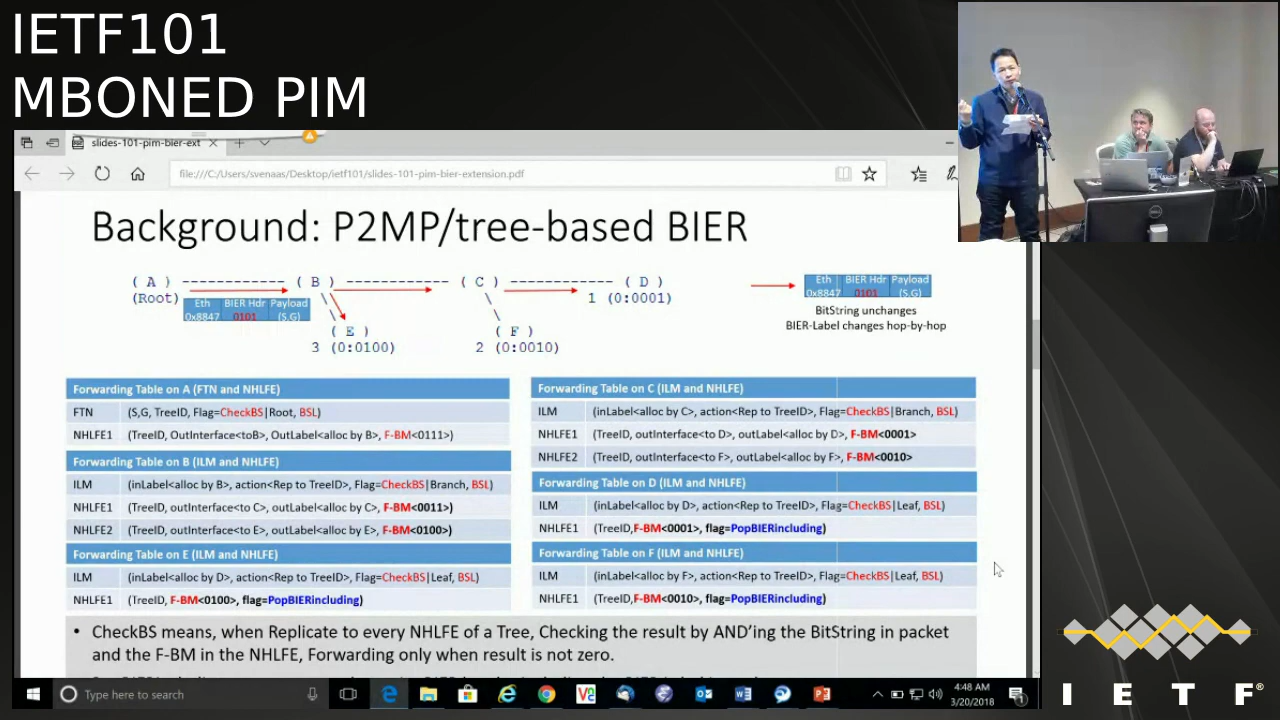 IETF101
MBONED PIM
slides-101-pim-bier-ext
file:///C:/Users/svenaas/Desktop/ietf101/slides-101-pim-bier-extension.pdf
Background: P2MP/tree-based BIER
( A ) ------------ ( B ) ------------ ( C ) ------------ ( D )
(Root)
1 (0:0001)
Eth 0x8847
BIER Hdr 0101
Payload (S,G)
( E )
( F )
3 (0:0100)
2 (0:0010)
Eth 0x8847
BIER Hdr 0101
Payload (S,G)
BitString unchanges
BIER-Label changes hop-by-hop
Forwarding Table on A (FTN and NHLFE)
FTN (S,G, TreeID, Flag=CheckBS|Root, BSL)
NHLFE1 (TreeID, OutInterface<toB>, OutLabel<alloc by B>, F-BM<0111>)
Forwarding Table on B (ILM and NHLFE)
ILM (inLabel<alloc by B>, action<Rep to TreeID>, Flag=CheckBS|Branch, BSL)
NHLFE1 (TreeID, outInterface<to C>, outLabel<alloc by C>, F-BM<0011>)
NHLFE2 (TreeID, outInterface<to E>, outLabel<alloc by E>, F-BM<0100>)
Forwarding Table on E (ILM and NHLFE)
ILM (inLabel<alloc by D>, action<Rep to TreeID>, Flag=CheckBS|Leaf, BSL)
NHLFE1 (TreeID, F-BM<0100>, flag=PopBIERincluding)
Forwarding Table on C (ILM and NHLFE)
ILM (inLabel<alloc by C>, action<Rep to TreeID>, Flag=CheckBS|Branch, BSL)
NHLFE1 (TreeID, outInterface<to D>, outLabel<alloc by D>, F-BM<0001>
NHLFE2 (TreeID, outInterface<to F>, outLabel<alloc by F>, F-BM<0010>
Forwarding Table on D (ILM and NHLFE)
ILM (inLabel<alloc by D>, action<Rep to TreeID>, Flag=CheckBS|Leaf, BSL)
NHLFE1 (TreeID,F-BM<0001>, flag=PopBIERincluding)
Forwarding Table on F (ILM and NHLFE)
ILM (inLabel<alloc by F>, action<Rep to TreeID>, Flag=CheckBS|Leaf, BSL)
NHLFE1 (TreeID,F-BM<0010>, flag=PopBIERincluding)
• CheckBS means, when Replicate to every NHLFE of a Tree, Checking the result by AND'ing the BitString in packet
and the F-BM in the NHLFE, Forwarding only when result is not zero.
Type here to search
4:48 AM
3/20/2018
DELL
I E T F®